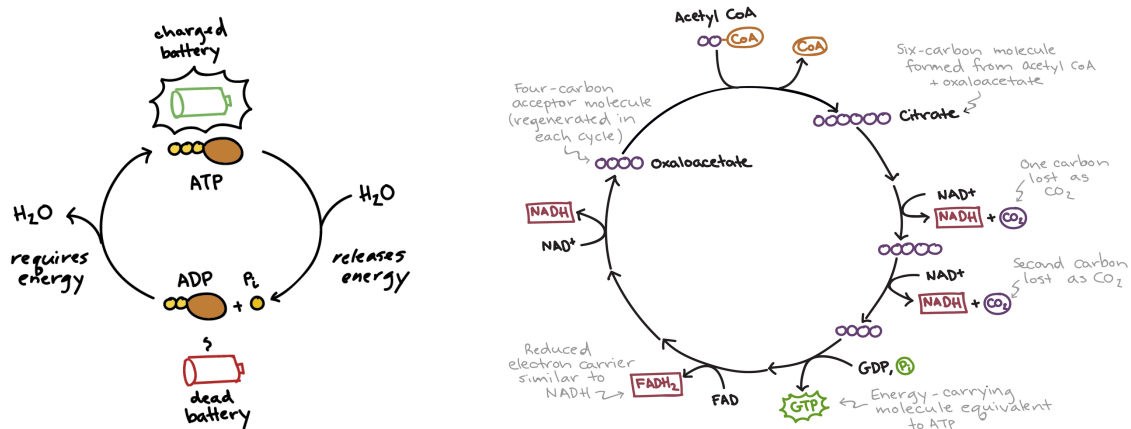 charged
battery
ATP
H₂O
H₂O
requires
energy
releases
energy
ADP
+
Pi
dead
battery
Acetyl CoA
CoA
CoA
Six-carbon molecule
formed from acetyl CoA
+ oxaloacetate
Four-carbon
acceptor molecule
(regenerated in
each cycle)
Citrate
Oxaloacetate
One carbon
lost as
CO₂
NAD+
NADH + CO₂
NADH
NAD⁺
Second carbon
lost as CO₂
NAD+
NADH + CO₂
Reduced
electron carrier
similar to
NADH
FADH₂
FAD
GDP, Pi
GTP
Energy-carrying
molecule equivalent
to ATP